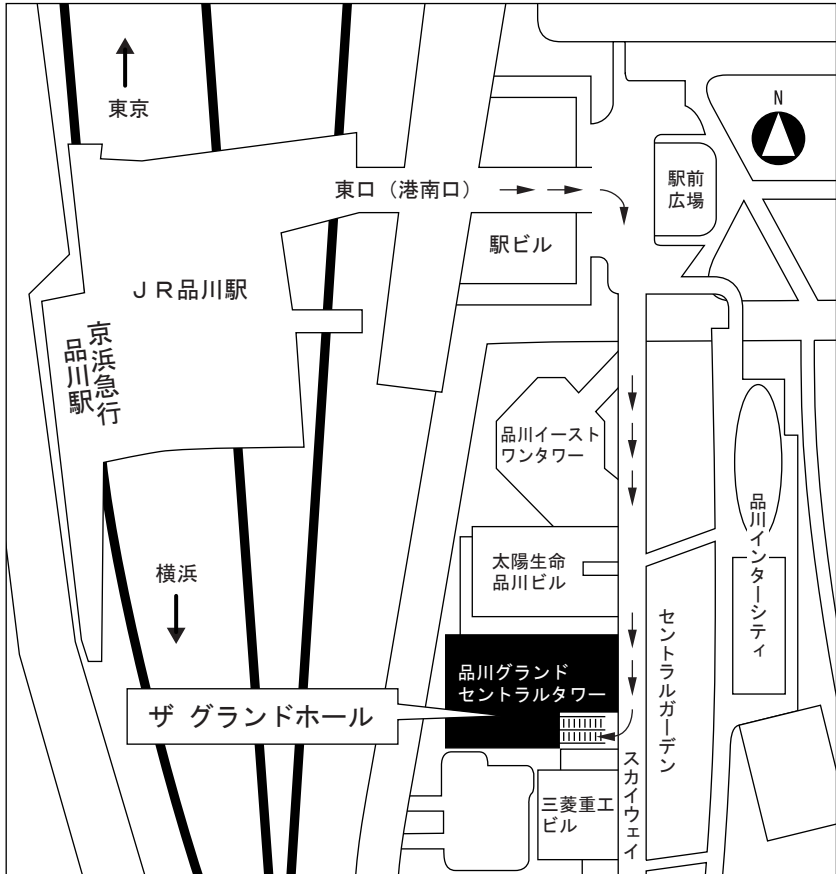 東京
N
東口（港南口）
駅前
広場
駅ビル
ＪＲ品川駅
京浜急行
品川駅
品川イースト
ワンタワー
品川インターシティ
太陽生命
品川ビル
横浜
セントラルガーデン
品川グランド
セントラルタワー
ザ グランドホール
スカイウェイ
三菱重工
ビル